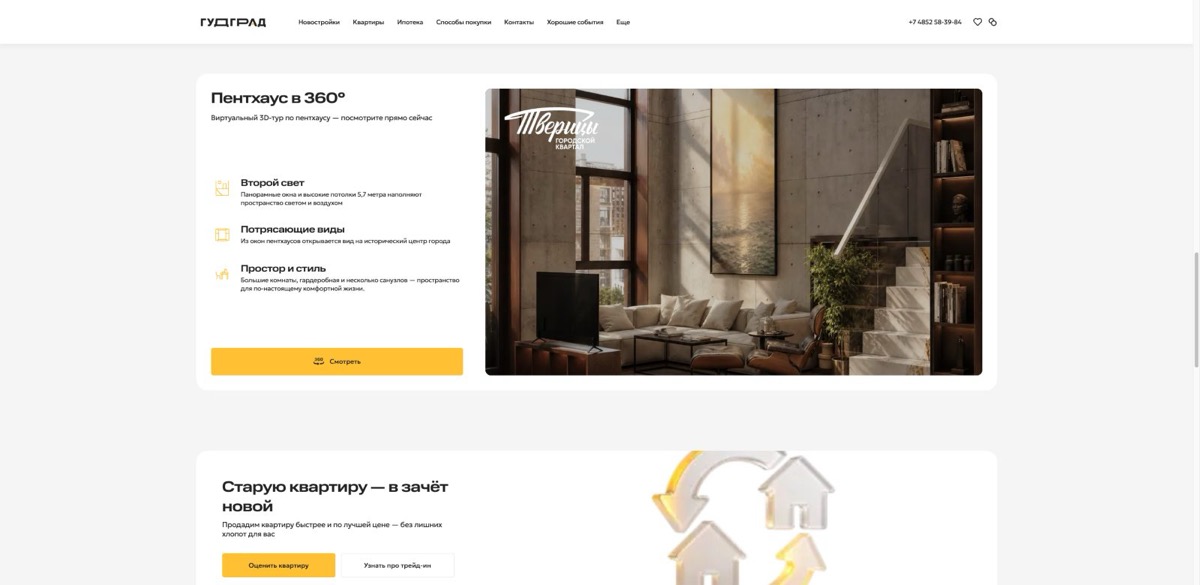 ГУДГРАД
Новостройки
Квартиры
Ипотека
Способы покупки
Контакты
Хорошие события
Еще
+7 4852 58-39-84
Пентхаус в 360°
Виртуальный 3D-тур по пентхаусу — посмотрите прямо сейчас
Второй свет
Панорамные окна и высокие потолки 5,7 метра наполняют
пространство светом и воздухом
Потрясающие виды
Из окон пентхаусов открывается вид на исторический центр города
Простор и стиль
Большие комнаты, гардеробная и несколько санузлов — пространство
для по-настоящему комфортной жизни.
360
Смотреть
Тверицы
ГОРОДСКОЙ
КВАРТАЛ
Старую квартиру — в зачёт
новой
Продадим квартиру быстрее и по лучшей цене — без лишних
хлопот для вас
Оценить квартиру
Узнать про трейд-ин